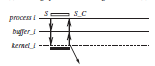 S S_C
process i
buffer_i
kernel_i